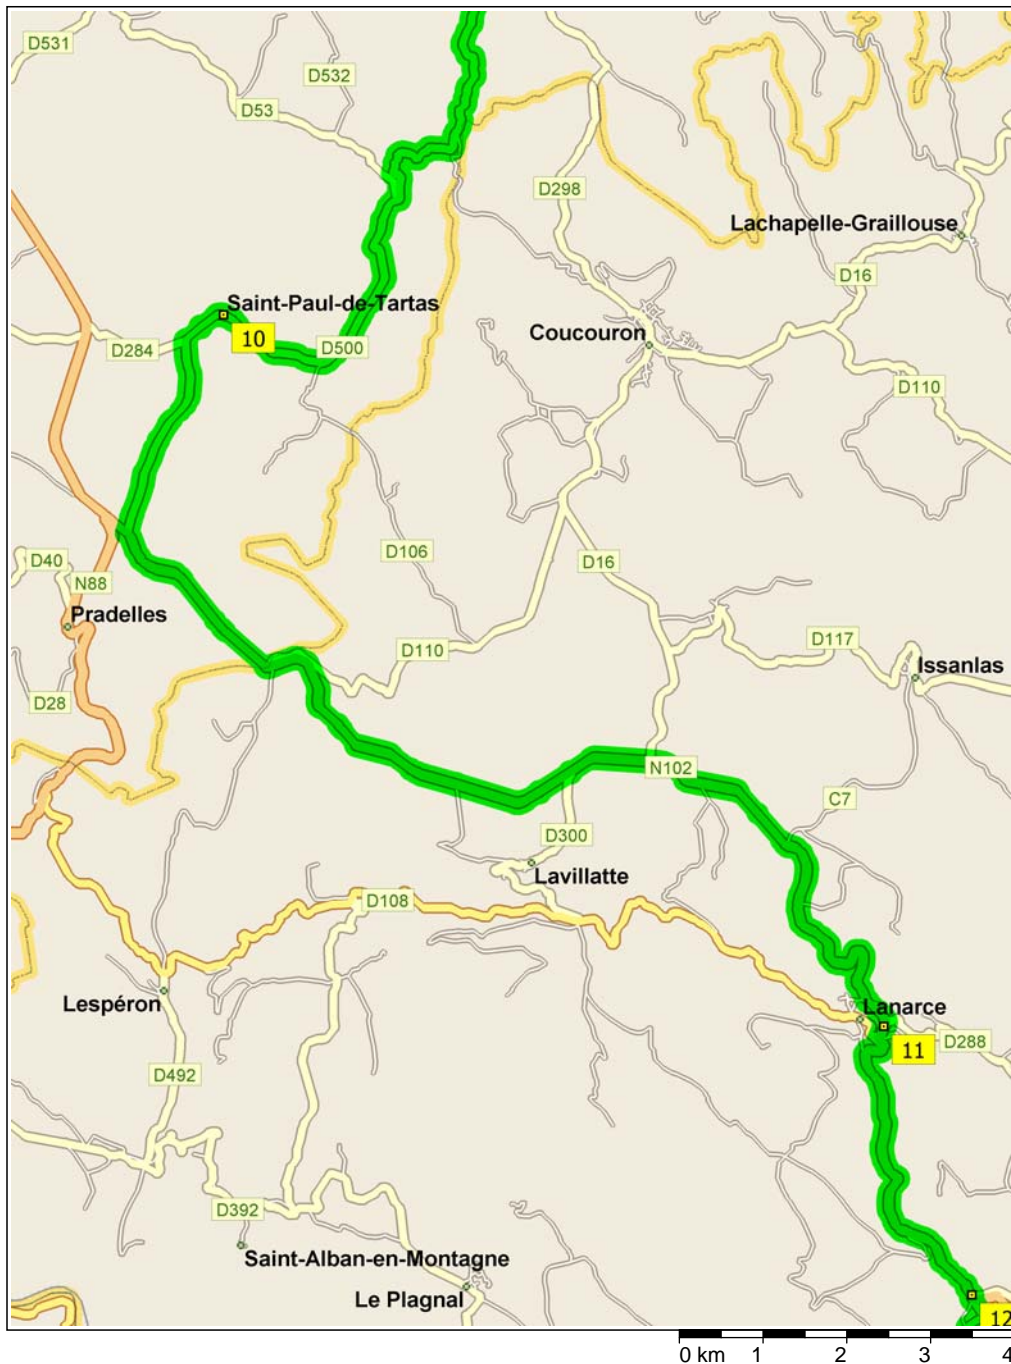 D531
D532
D53
D298
Lachapelle-Graillouse
D16
Saint-Paul-de-Tartas
10
Coucouron
D284
D500
D110
D40
D106
D16
N88
Pradelles
D117
D110
Issanlas
D28
N102
C7
D300
Lavillatte
D108
Lespéron
Lanarce
11
D288
D492
D392
Saint-Alban-en-Montagne
Le Plagnal
12
0 km 1 2 3 4